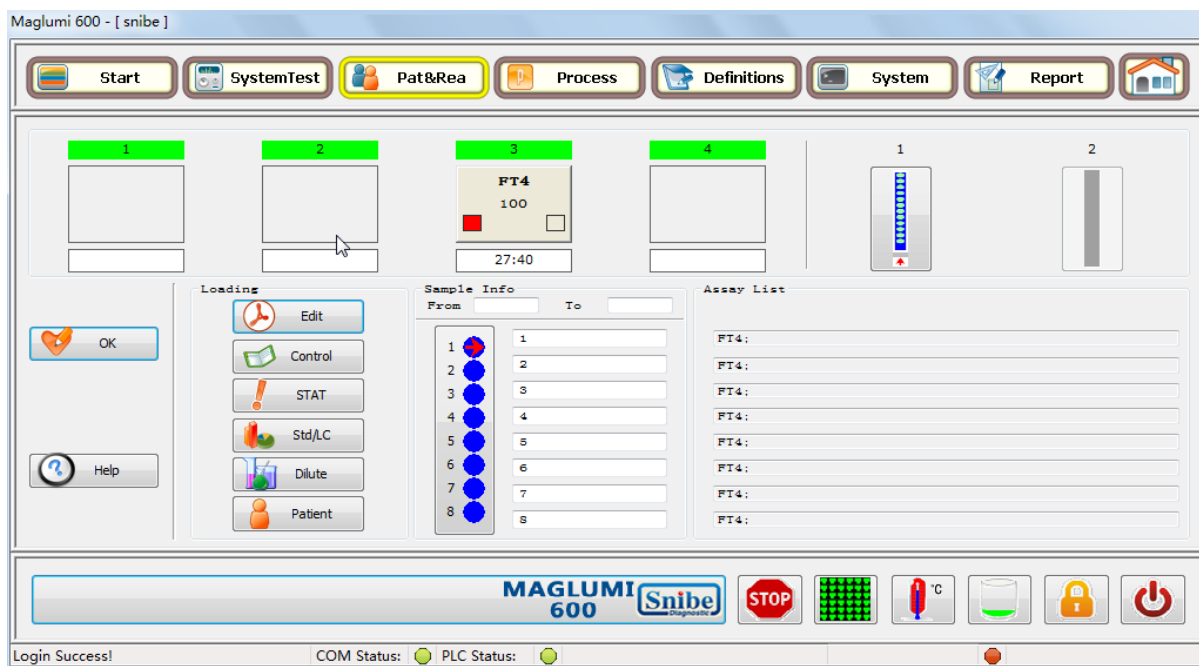 Maglumi 600 - [ snibe ]
Start SystemTest Pat&Rea Process Definitions System Report
1 2 3 4 1 2
FT4
100
27:40
Loading Sample Info Assay List
From To
Edit
OK
Control
STAT
Std/LC
Help
Dilute
Patient
1 1 FT4;
2 2 FT4;
3 3 FT4;
4 4 FT4;
5 5 FT4;
6 6 FT4;
7 7 FT4;
8 8 FT4;
MAGLUMI
600
Snibe
Diagnostic
STOP
°C
Login Success! COM Status: PLC Status: